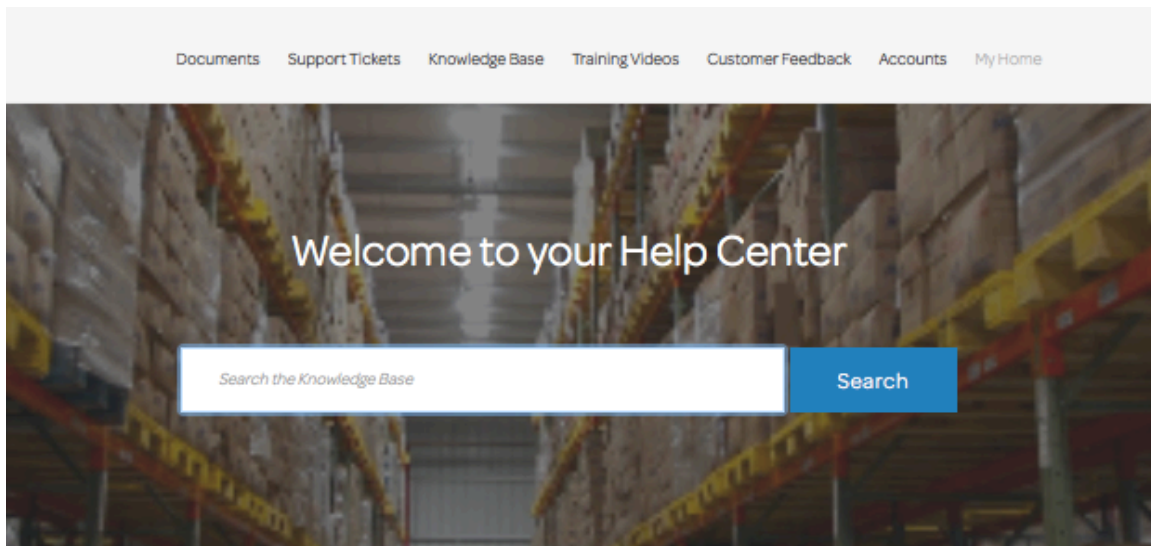 Documents Support Tickets Knowledge Base Training Videos Customer Feedback Accounts My Home
Welcome to your Help Center
Search the Knowledge Base Search